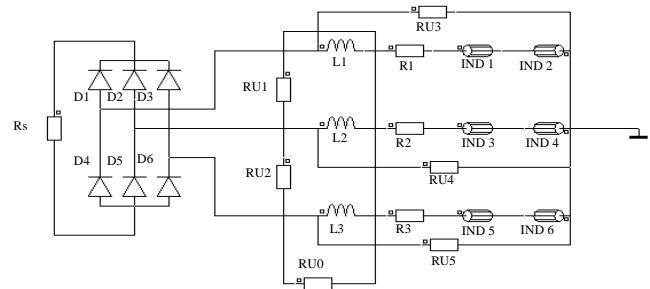 RU3
L1
R1
IND 1
IND 2
D1
D2
D3
RU1
Rs
L2
R2
IND 3
IND 4
D4
D5
D6
RU2
RU4
L3
R3
IND 5
IND 6
RU5
RU0